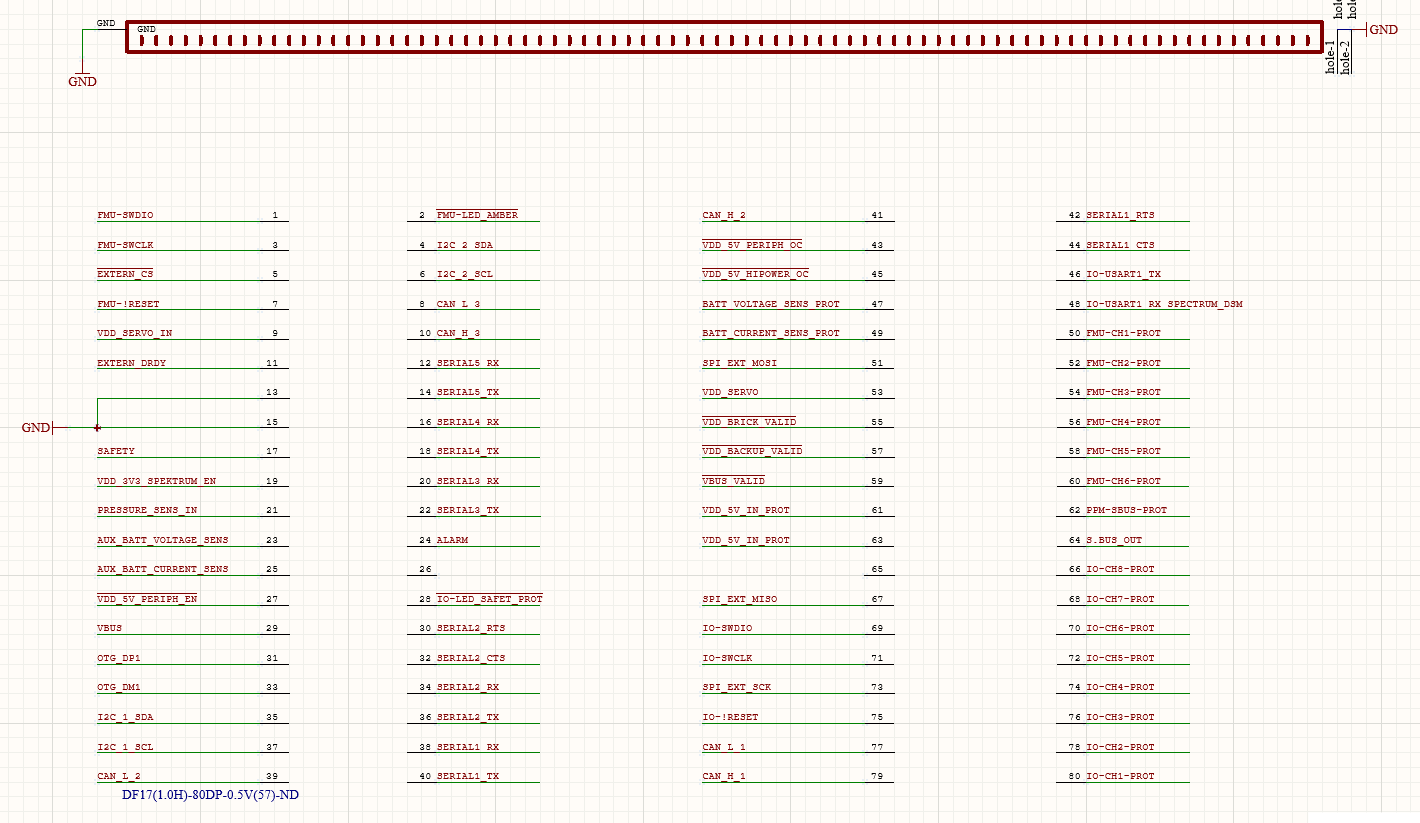 GND
GND
GND
GND
hole-1
hole-2
FMU-SWDIO 1 2 FMU-LED_AMBER CAN_H_2 41 42 SERIAL1_RTS
FMU-SWCLK 3 4 I2C_2_SDA VDD_5V_PERIPH_OC 43 44 SERIAL1_CTS
EXTERN_CS 5 6 I2C_2_SCL VDD_5V_HIPOWER_OC 45 46 IO-USART1_TX
FMU-!RESET 7 8 CAN_L_3 BATT_VOLTAGE_SENS_PROT 47 48 IO-USART1_RX_SPECTRUM_DSM
VDD_SERVO_IN 9 10 CAN_H_3 BATT_CURRENT_SENS_PROT 49 50 FMU-CH1-PROT
EXTERN_DRDY 11 12 SERIAL5_RX SPI_EXT_MOSI 51 52 FMU-CH2-PROT
13 14 SERIAL5_TX VDD_SERVO 53 54 FMU-CH3-PROT
GND 15 16 SERIAL4_RX VDD_BRICK_VALID 55 56 FMU-CH4-PROT
SAFETY 17 18 SERIAL4_TX VDD_BACKUP_VALID 57 58 FMU-CH5-PROT
VDD_3V3_SPEKTRUM_EN 19 20 SERIAL3_RX VBUS_VALID 59 60 FMU-CH6-PROT
PRESSURE_SENS_IN 21 22 SERIAL3_TX VDD_5V_IN_PROT 61 62 PPM-SBUS-PROT
AUX_BATT_VOLTAGE_SENS 23 24 ALARM VDD_5V_IN_PROT 63 64 S.BUS_OUT
AUX_BATT_CURRENT_SENS 25 26 65 66 IO-CH8-PROT
VDD_5V_PERIPH_EN 27 28 IO-LED_SAFET_PROT SPI_EXT_MISO 67 68 IO-CH7-PROT
VBUS 29 30 SERIAL2_RTS IO-SWDIO 69 70 IO-CH6-PROT
OTG_DP1 31 32 SERIAL2_CTS IO-SWCLK 71 72 IO-CH5-PROT
OTG_DM1 33 34 SERIAL2_RX SPI_EXT_SCK 73 74 IO-CH4-PROT
I2C_1_SDA 35 36 SERIAL2_TX IO-!RESET 75 76 IO-CH3-PROT
I2C_1_SCL 37 38 SERIAL1_RX CAN_L_1 77 78 IO-CH2-PROT
CAN_L_2 39 40 SERIAL1_TX CAN_H_1 79 80 IO-CH1-PROT
DF17(1.0H)-80DP-0.5V(57)-ND